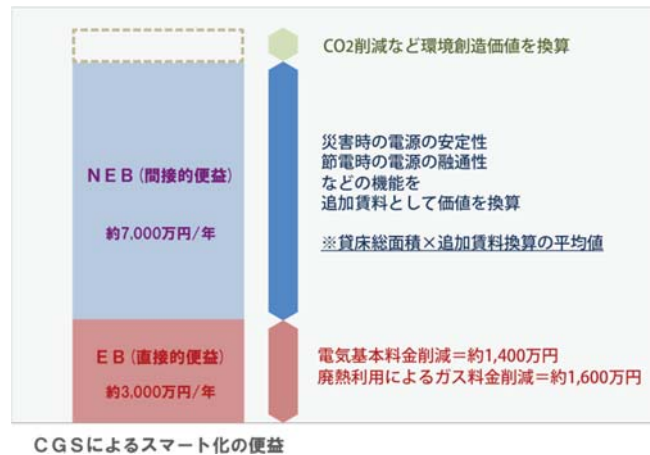 CO2削減など環境創造価値を換算
災害時の電源の安定性
節電時の電源の融通性
などの機能を
追加賃料として価値を換算
※貸床総面積×追加賃料換算の平均値
NEB(間接的便益)
約7,000万円/年
EB(直接的便益)
約3,000万円/年
電気基本料金削減＝約1,400万円
廃熱利用によるガス料金削減＝約1,600万円
CGSによるスマート化の便益